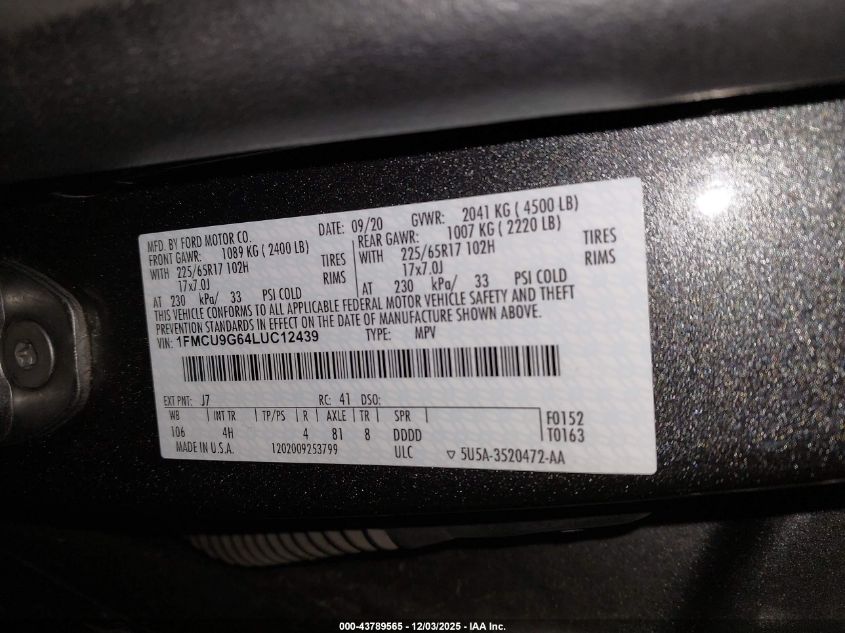 MFD. BY FORD MOTOR CO. DATE: 09/20 GVWR: 2041 KG ( 4500 LB)
FRONT GAWR: 1089 KG ( 2400 LB) REAR GAWR: 1007 KG ( 2220 LB)
WITH 225/65R17 102H TIRES WITH 225/65R17 102H TIRES
17x7.0J RIMS 17x7.0J RIMS
AT 230 kPa/ 33 PSI COLD AT 230 kPa/ 33 PSI COLD
THIS VEHICLE CONFORMS TO ALL APPLICABLE FEDERAL MOTOR VEHICLE SAFETY AND THEFT
PREVENTION STANDARDS IN EFFECT ON THE DATE OF MANUFACTURE SHOWN ABOVE.
VIN: 1FMCU9G64LUC12439 TYPE: MPV
EXT PNT: J7 RC: 41 DSO:
WB INT TR TP/PS R AXLE TR SPR F0152
106 4H 4 81 8 DDDD T0163
MADE IN U.S.A. 1202009253799 ULC ▽ 5U5A-3520472-AA
000-43789565 - 12/03/2025 - IAA Inc.